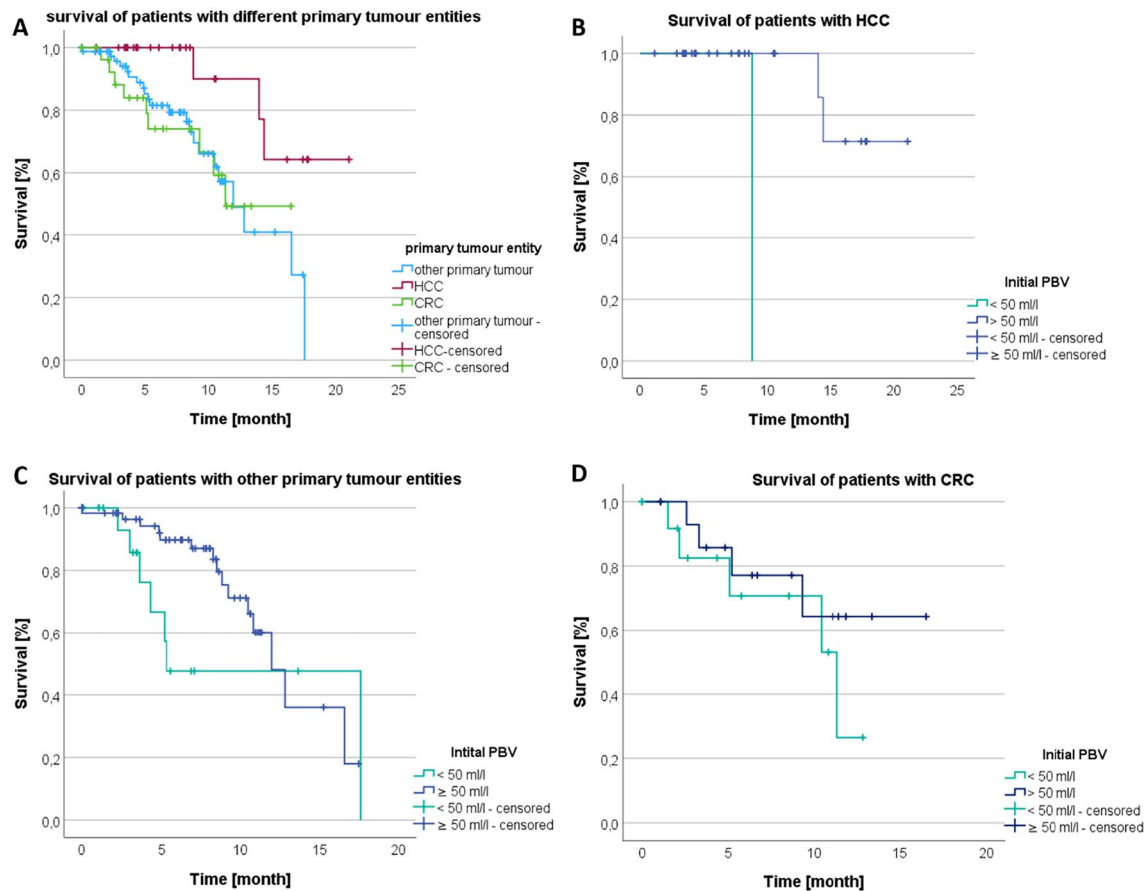 A
survival of patients with different primary tumour entities
1,0
0,8
0,6
0,4
0,2
0,0
Survival [%]
0 5 10 15 20 25
Time [month]
primary tumour entity
other primary tumour
HCC
CRC
other primary tumour -
censored
HCC-censored
CRC - censored
B
Survival of patients with HCC
1,0
0,8
0,6
0,4
0,2
0,0
Survival [%]
0 5 10 15 20 25
Time [month]
Initial PBV
< 50 ml/l
> 50 ml/l
< 50 ml/l - censored
≥ 50 ml/l - censored
C
Survival of patients with other primary tumour entities
1,0
0,8
0,6
0,4
0,2
0,0
Survival [%]
0 5 10 15 20
Time [month]
Intital PBV
< 50 ml/l
≥ 50 ml/l
< 50 ml/l - censored
≥ 50 ml/l - censored
D
Survival of patients with CRC
1,0
0,8
0,6
0,4
0,2
0,0
Survival [%]
0 5 10 15 20
Time [month]
Initial PBV
< 50 ml/l
> 50 ml/l
< 50 ml/l - censored
≥ 50 ml/l - censored